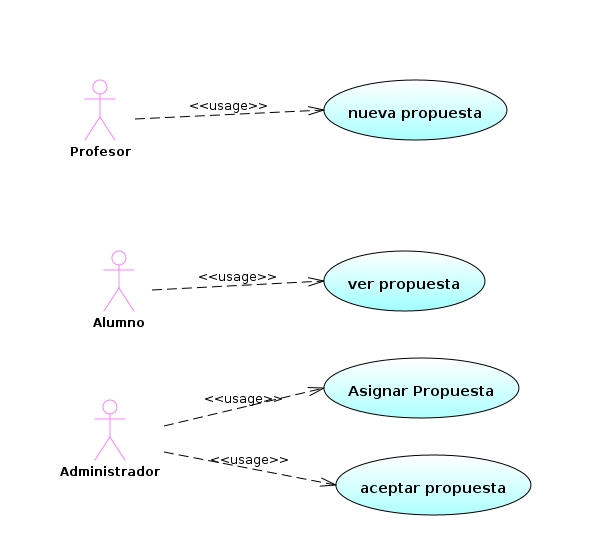 <<usage>>
nueva propuesta
Profesor
<<usage>>
ver propuesta
Alumno
<<usage>>
Asignar Propuesta
Administrador
<<usage>>
aceptar propuesta